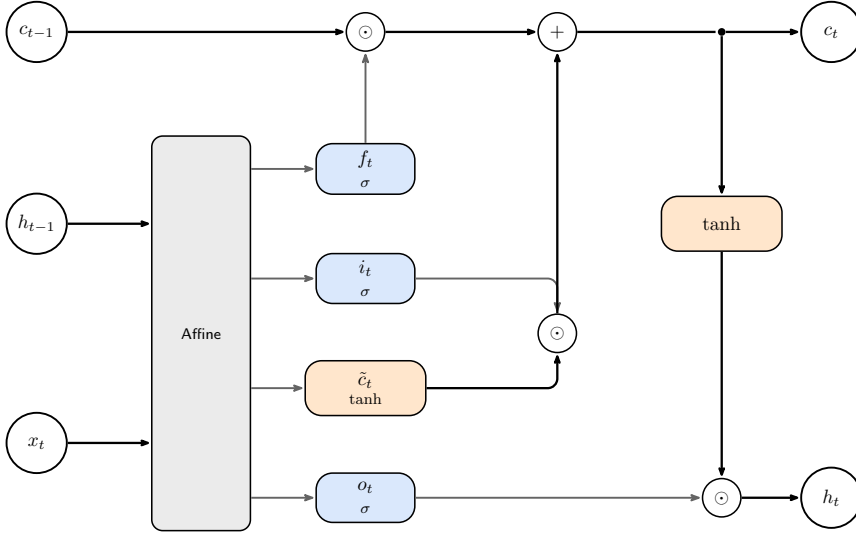 c_{t−1}
⊙
+
c_t
f_t
σ
h_{t−1}
tanh
i_t
σ
Affine
⊙
c̃_t
tanh
x_t
o_t
σ
⊙
h_t